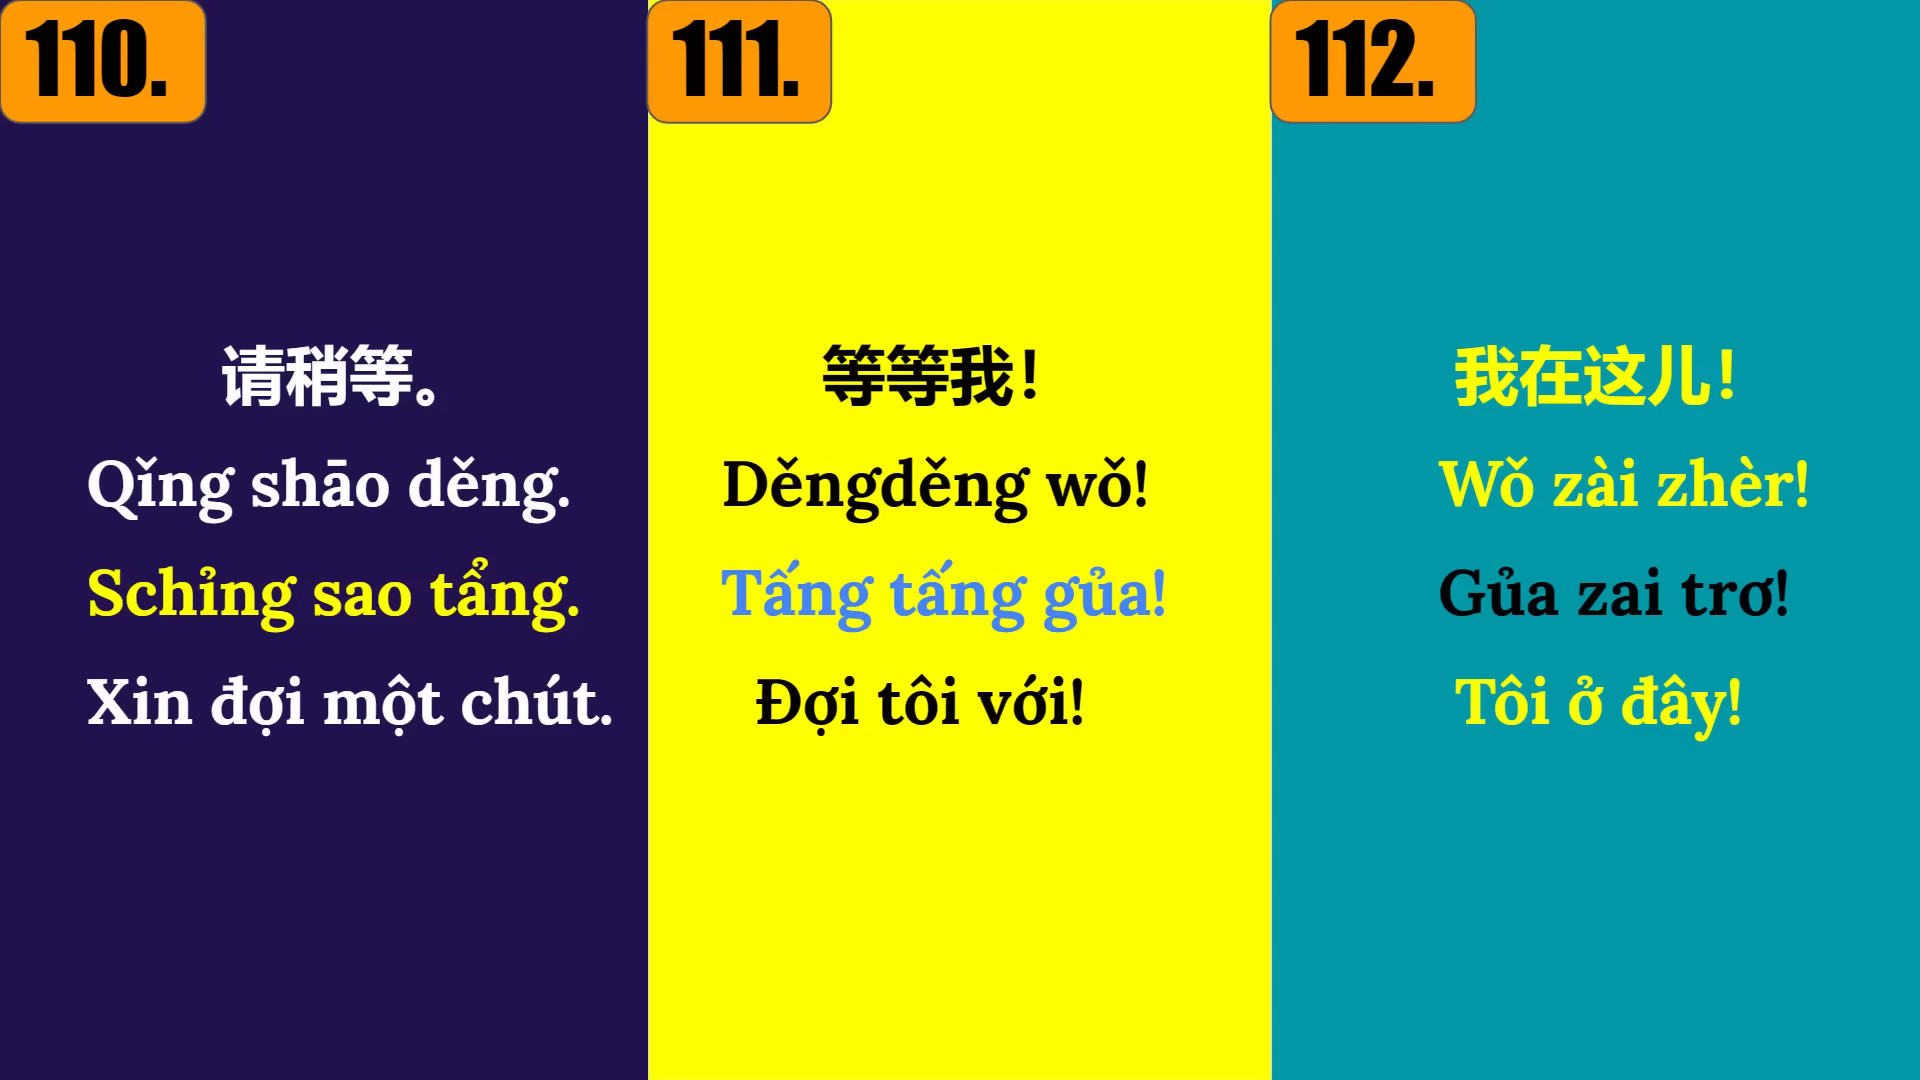 110.
请稍等。
Qǐng shāo děng.
Schỉng sao tẩng.
Xin đợi một chút.
111.
等等我！
Děngděng wǒ!
Tấng tấng gủa!
Đợi tôi với!
112.
我在这儿！
Wǒ zài zhèr!
Gủa zai trơ!
Tôi ở đây!